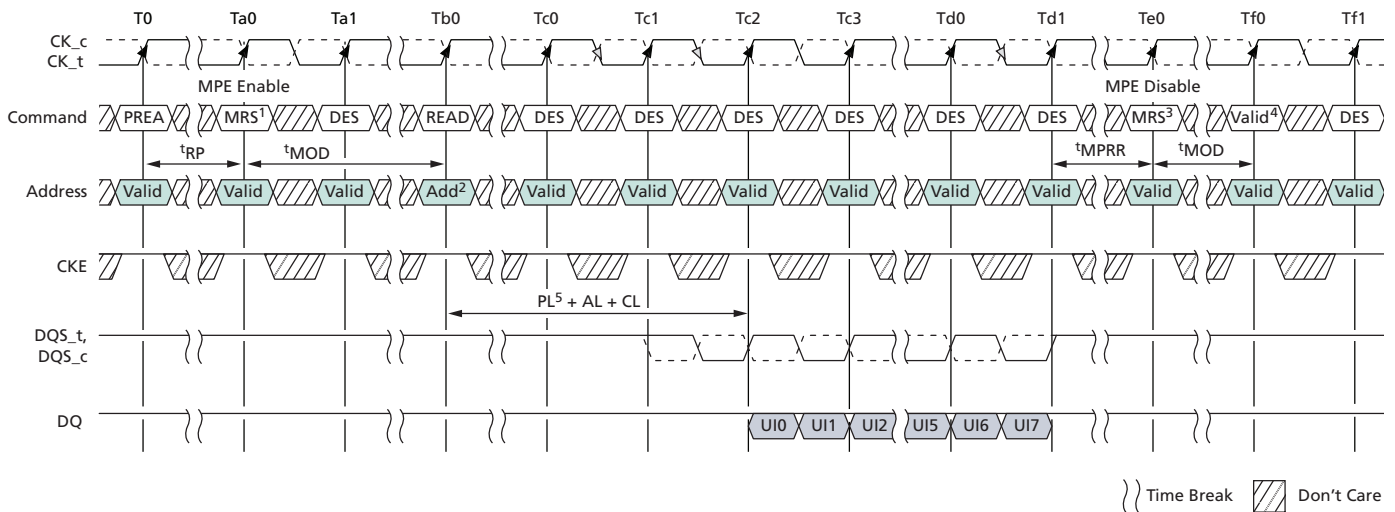 T0 Ta0 Ta1 Tb0 Tc0 Tc1 Tc2 Tc3 Td0 Td1 Te0 Tf0 Tf1
CK_c
CK_t
MPE Enable MPE Disable
Command PREA MRS¹ DES READ DES DES DES DES DES DES MRS³ Valid⁴ DES
tRP tMOD tMPRR tMOD
Address Valid Valid Valid Add² Valid Valid Valid Valid Valid Valid Valid Valid Valid
CKE
PL⁵ + AL + CL
DQS_t,
DQS_c
DQ UI0 UI1 UI2 UI5 UI6 UI7
Time Break Don't Care